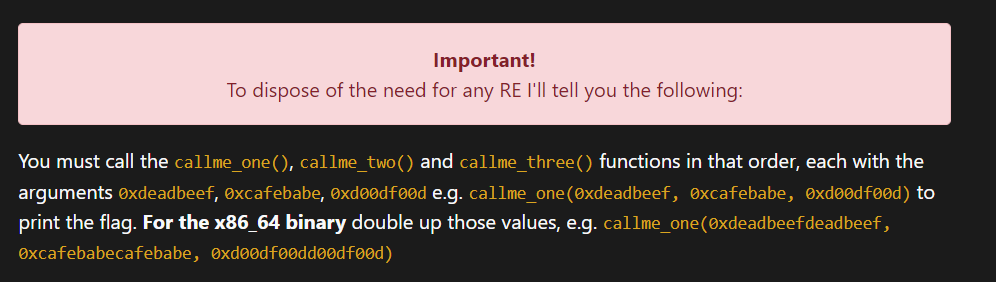 Important!
To dispose of the need for any RE I'll tell you the following:
You must call the callme_one(), callme_two() and callme_three() functions in that order, each with the
arguments 0xdeadbeef, 0xcafebabe, 0xd00df00d e.g. callme_one(0xdeadbeef, 0xcafebabe, 0xd00df00d) to
print the flag. For the x86_64 binary double up those values, e.g. callme_one(0xdeadbeefdeadbeef,
0xcafebabecafebabe, 0xd00df00dd00df00d)